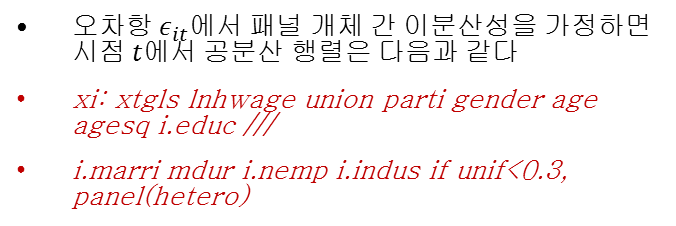 • 오차항 𝜖𝑖𝑡에서 패널 개체 간 이분산성을 가정하면
시점 𝒕에서 공분산 행렬은 다음과 같다
• xi: xtgls lnhwage union parti gender age
agesq i.educ ///
• i.marri mdur i.nemp i.indus if unif<0.3,
panel(hetero)